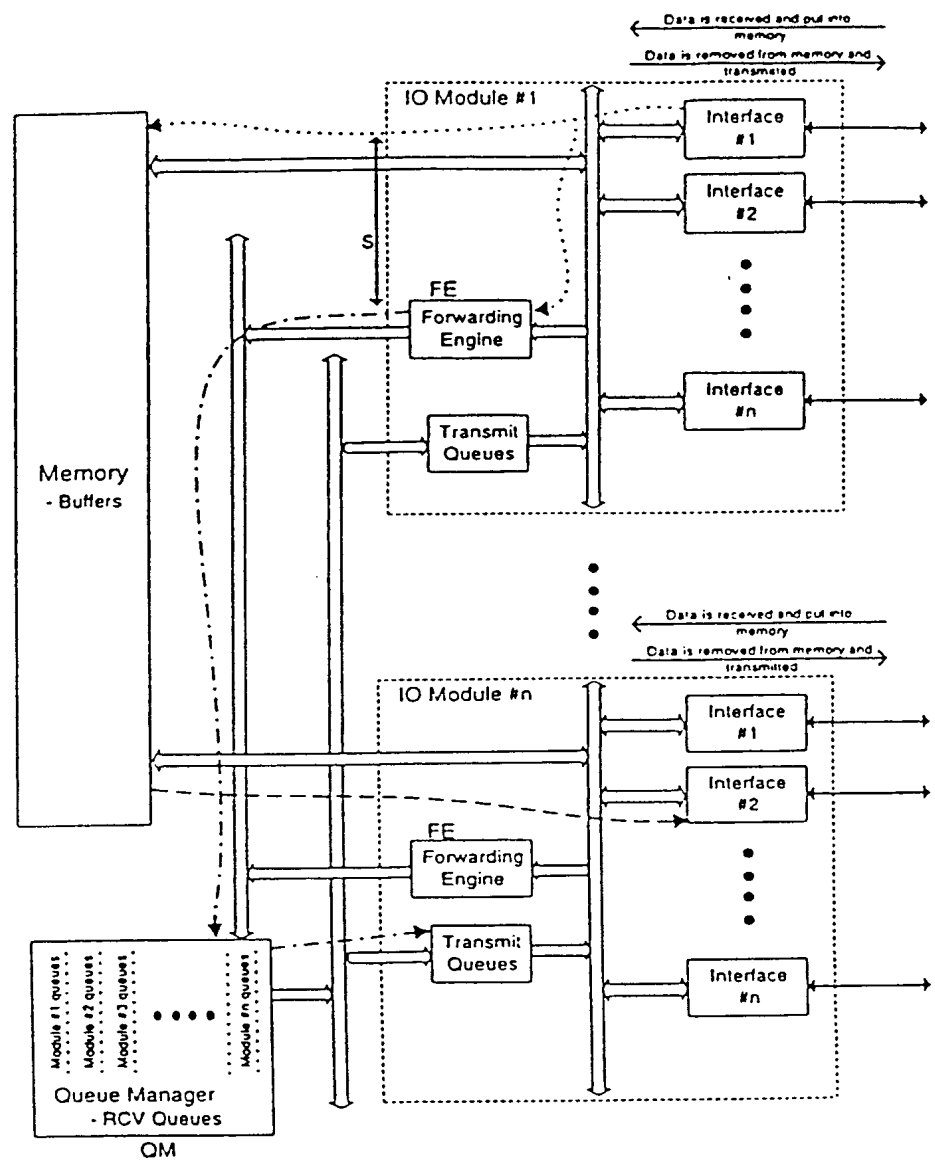 Data is received and put into
memory
Data is removed from memory and
transmited
IO Module #1
Interface
#1
Interface
#2
S
FE
Forwarding
Engine
Interface
#n
Transmit
Queues
Memory
- Buffers
Data is received and put into
memory
Data is removed from memory and
transmitted
IO Module #n
Interface
#1
Interface
#2
FE
Forwarding
Engine
Transmit
Queues
Interface
#n
Module #1 queues
Module #2 queues
Module #3 queues
Module #n queues
Queue Manager
- RCV Queues
QM